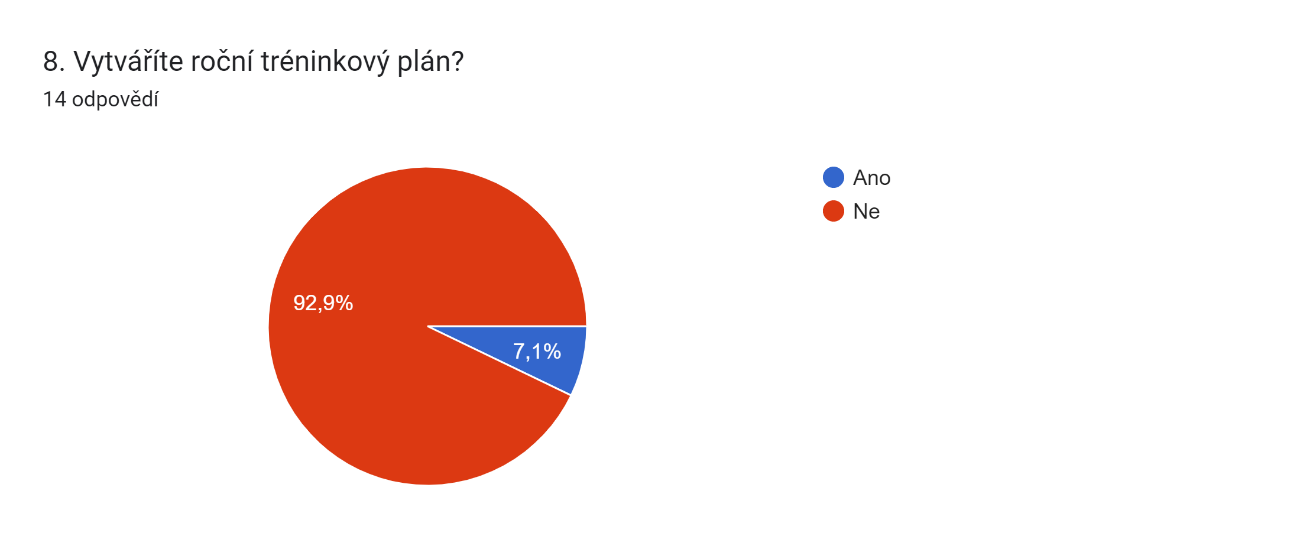 8. Vytváříte roční tréninkový plán?
14 odpovědí
Ano
Ne
92,9%
7,1%